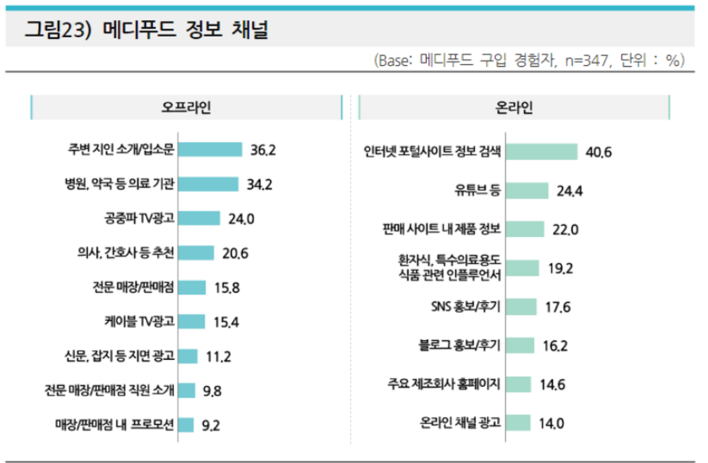 그림23) 메디푸드 정보 채널
(Base: 메디푸드 구입 경험자, n=347, 단위 : %)
오프라인
주변 지인 소개/입소문 36.2
병원, 약국 등 의료 기관 34.2
공중파 TV광고 24.0
의사, 간호사 등 추천 20.6
전문 매장/판매점 15.8
케이블 TV광고 15.4
신문, 잡지 등 지면 광고 11.2
전문 매장/판매점 직원 소개 9.8
매장/판매점 내 프로모션 9.2
온라인
인터넷 포털사이트 정보 검색 40.6
유튜브 등 24.4
판매 사이트 내 제품 정보 22.0
환자식, 특수의료용도
식품 관련 인플루언서 19.2
SNS 홍보/후기 17.6
블로그 홍보/후기 16.2
주요 제조회사 홈페이지 14.6
온라인 채널 광고 14.0